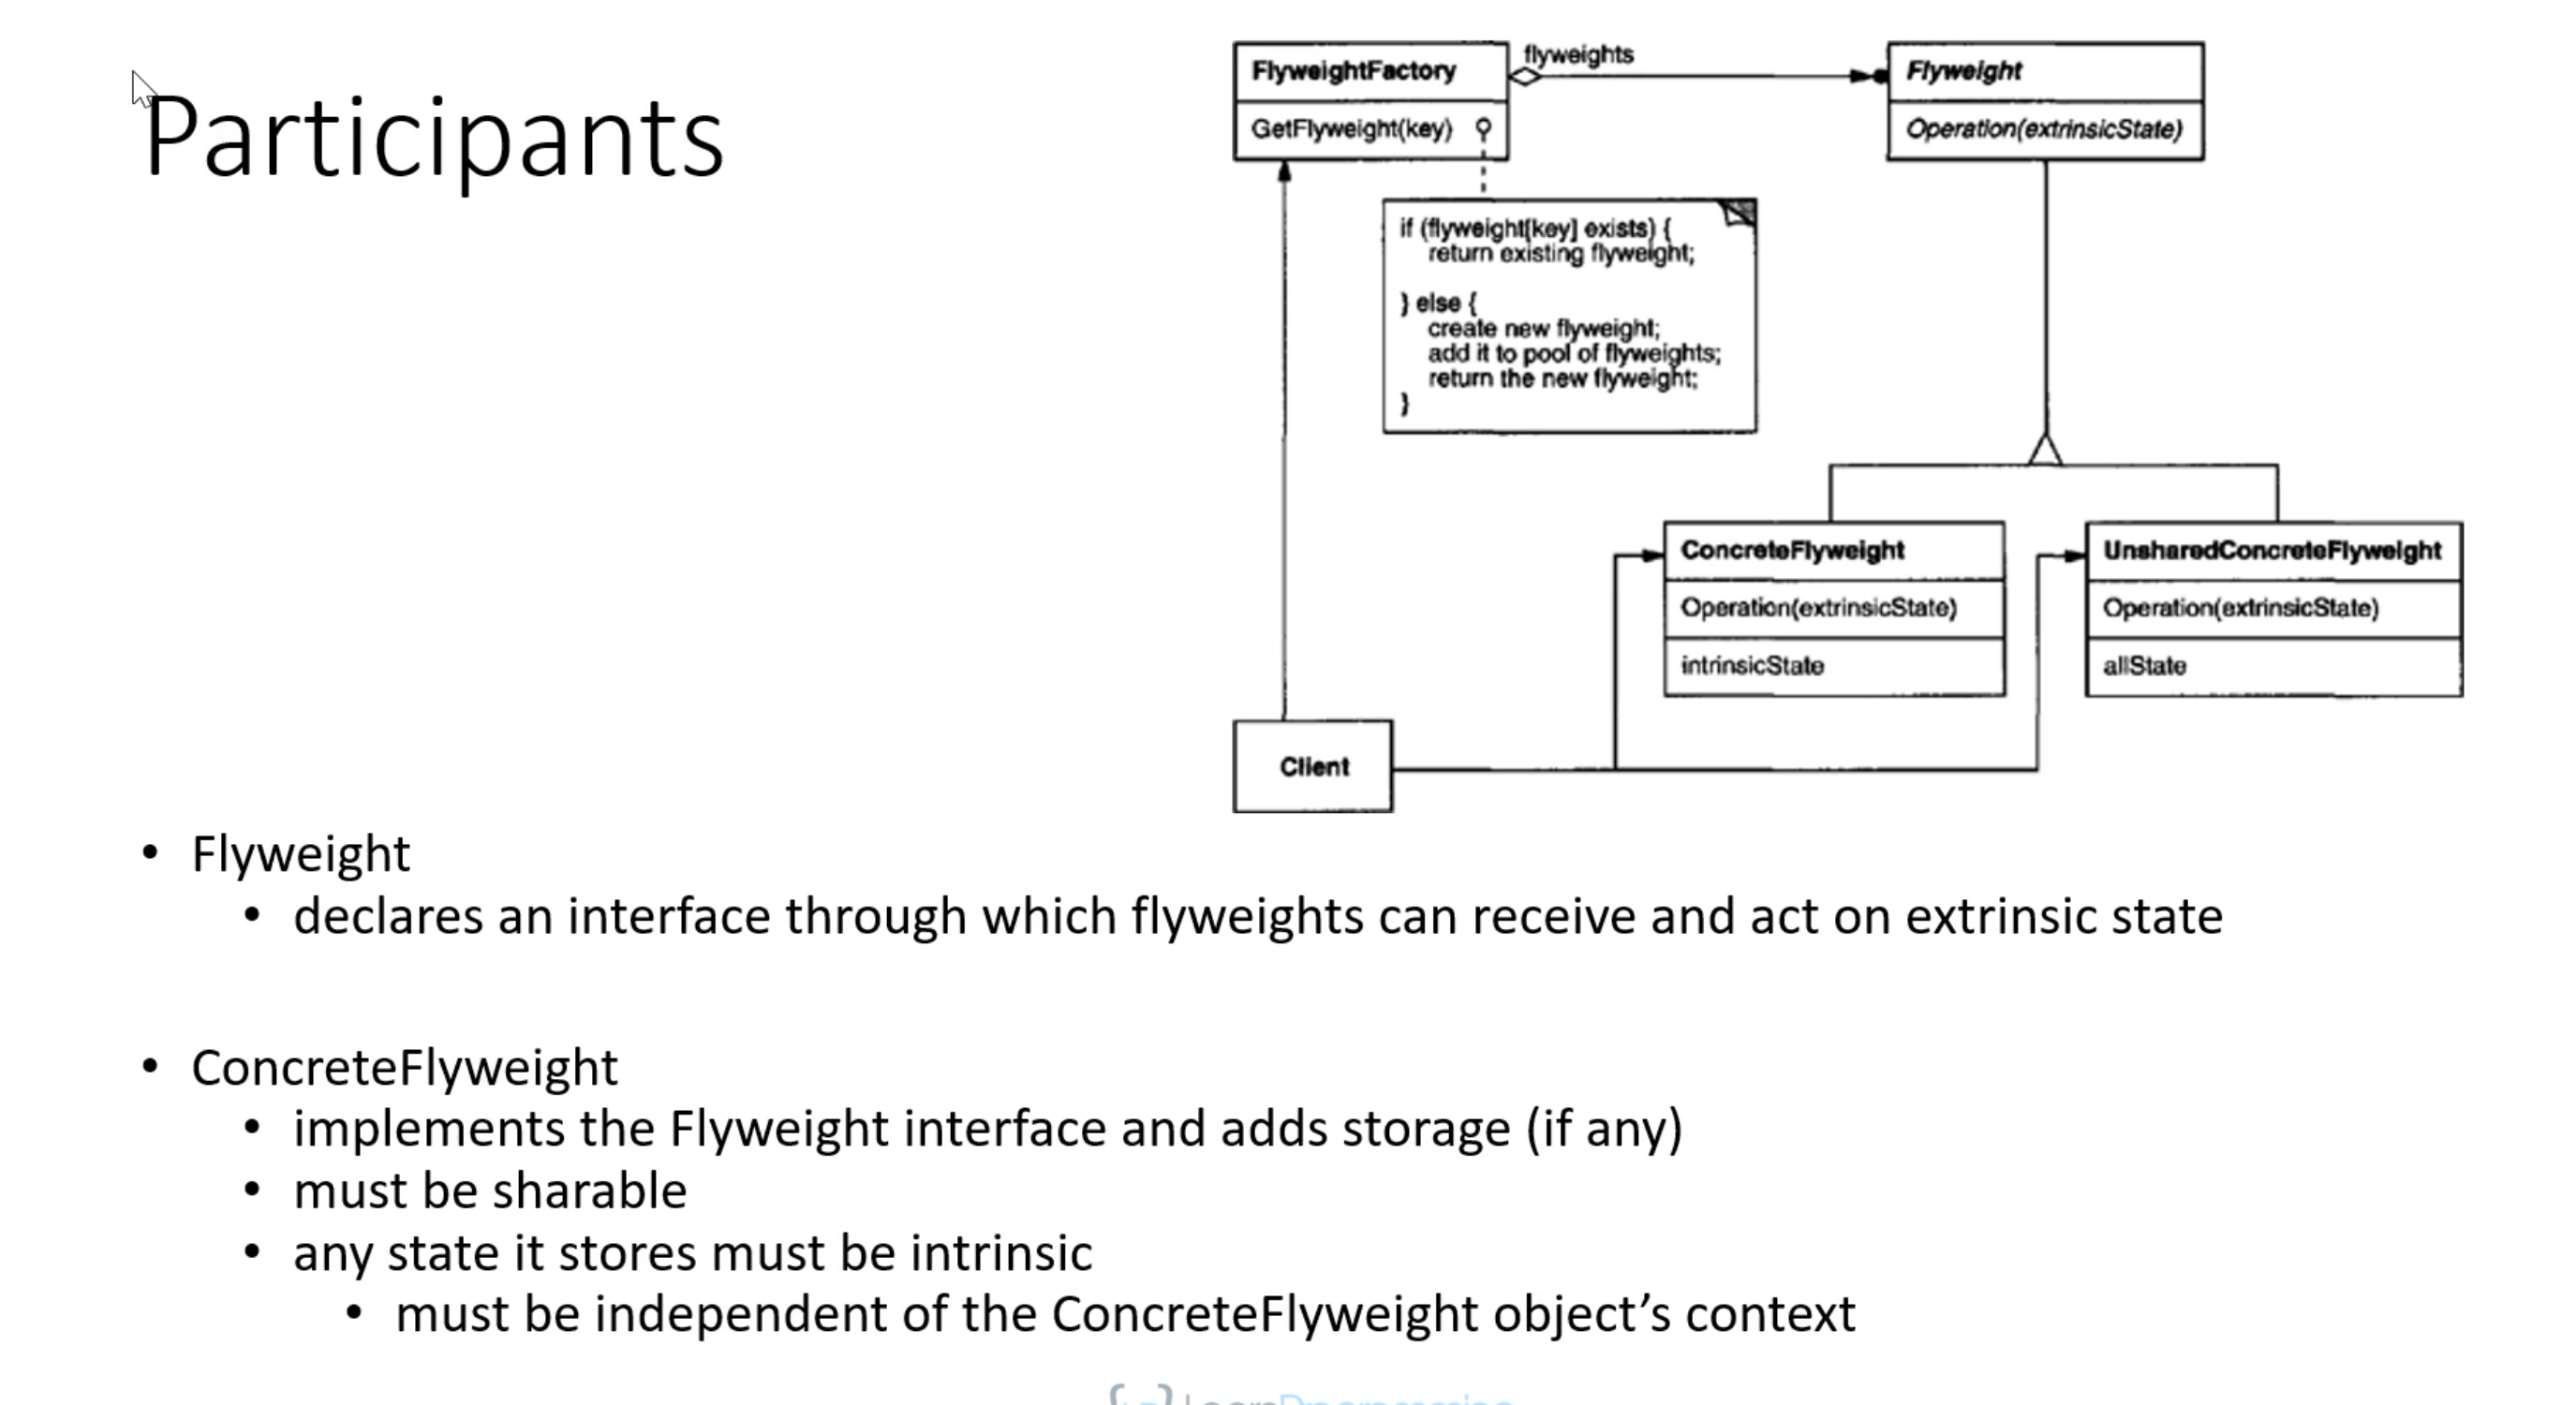 Participants
FlyweightFactory
GetFlyweight(key)
flyweights
Flyweight
Operation(extrinsicState)
if (flyweight[key] exists) {
return existing flyweight;
} else {
create new flyweight;
add it to pool of flyweights;
return the new flyweight;
}
ConcreteFlyweight
Operation(extrinsicState)
intrinsicState
UnsharedConcreteFlyweight
Operation(extrinsicState)
allState
Client
• Flyweight
• declares an interface through which flyweights can receive and act on extrinsic state
• ConcreteFlyweight
• implements the Flyweight interface and adds storage (if any)
• must be sharable
• any state it stores must be intrinsic
• must be independent of the ConcreteFlyweight object’s context